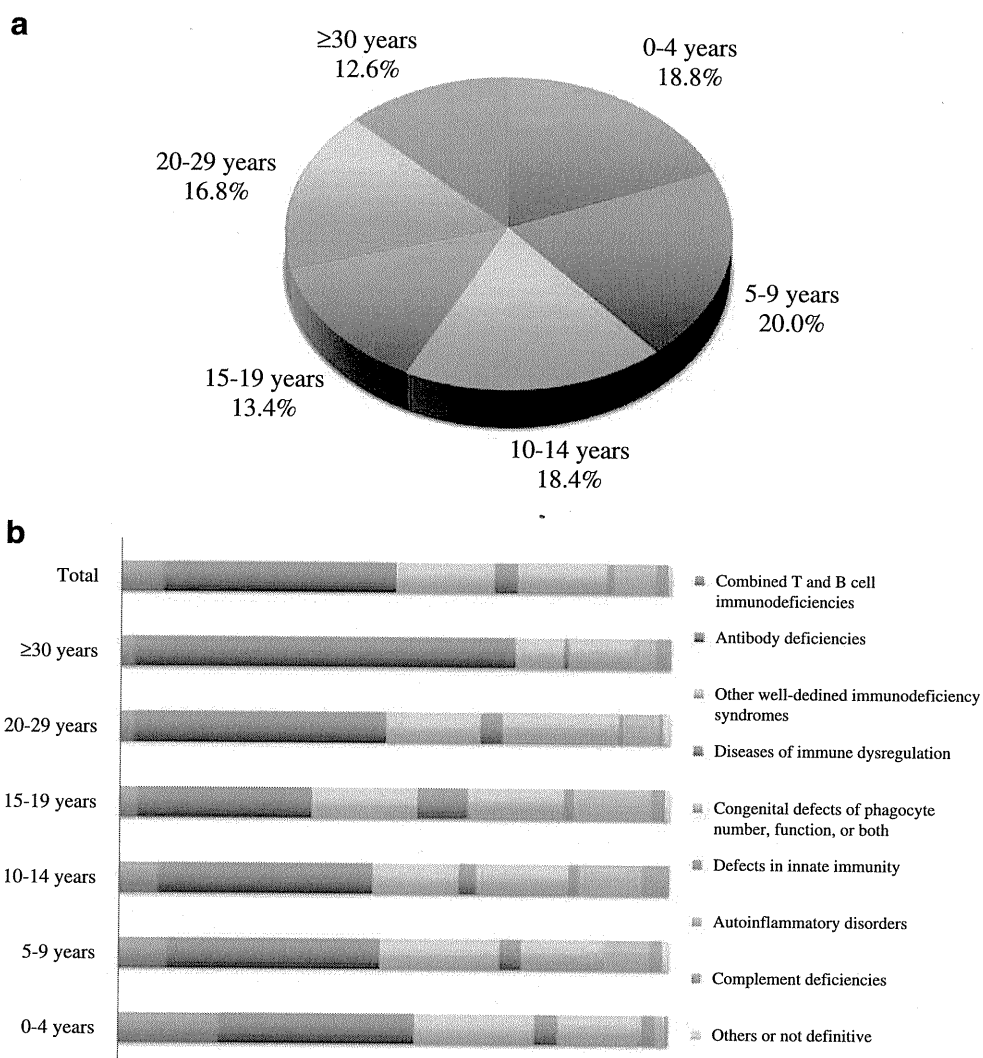 a
≥30 years
12.6%
0-4 years
18.8%
20-29 years
16.8%
5-9 years
20.0%
15-19 years
13.4%
10-14 years
18.4%
b
Total
≥30 years
20-29 years
15-19 years
10-14 years
5-9 years
0-4 years
Combined T and B cell
immunodeficiencies
Antibody deficiencies
Other well-dedined immunodeficiency
syndromes
Diseases of immune dysregulation
Congenital defects of phagocyte
number, function, or both
Defects in innate immunity
Autoinflammatory disorders
Complement deficiencies
Others or not definitive